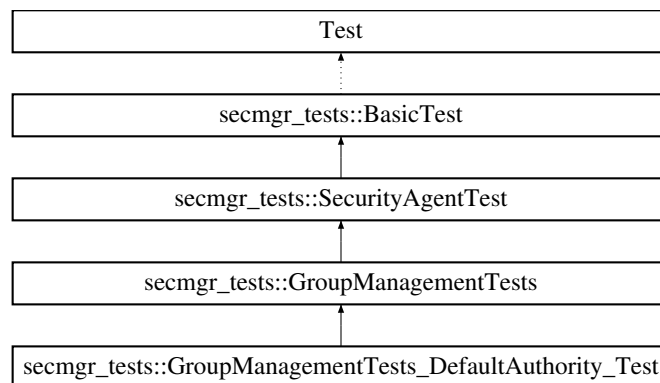 Test
secmgr_tests::BasicTest
secmgr_tests::SecurityAgentTest
secmgr_tests::GroupManagementTests
secmgr_tests::GroupManagementTests_DefaultAuthority_Test